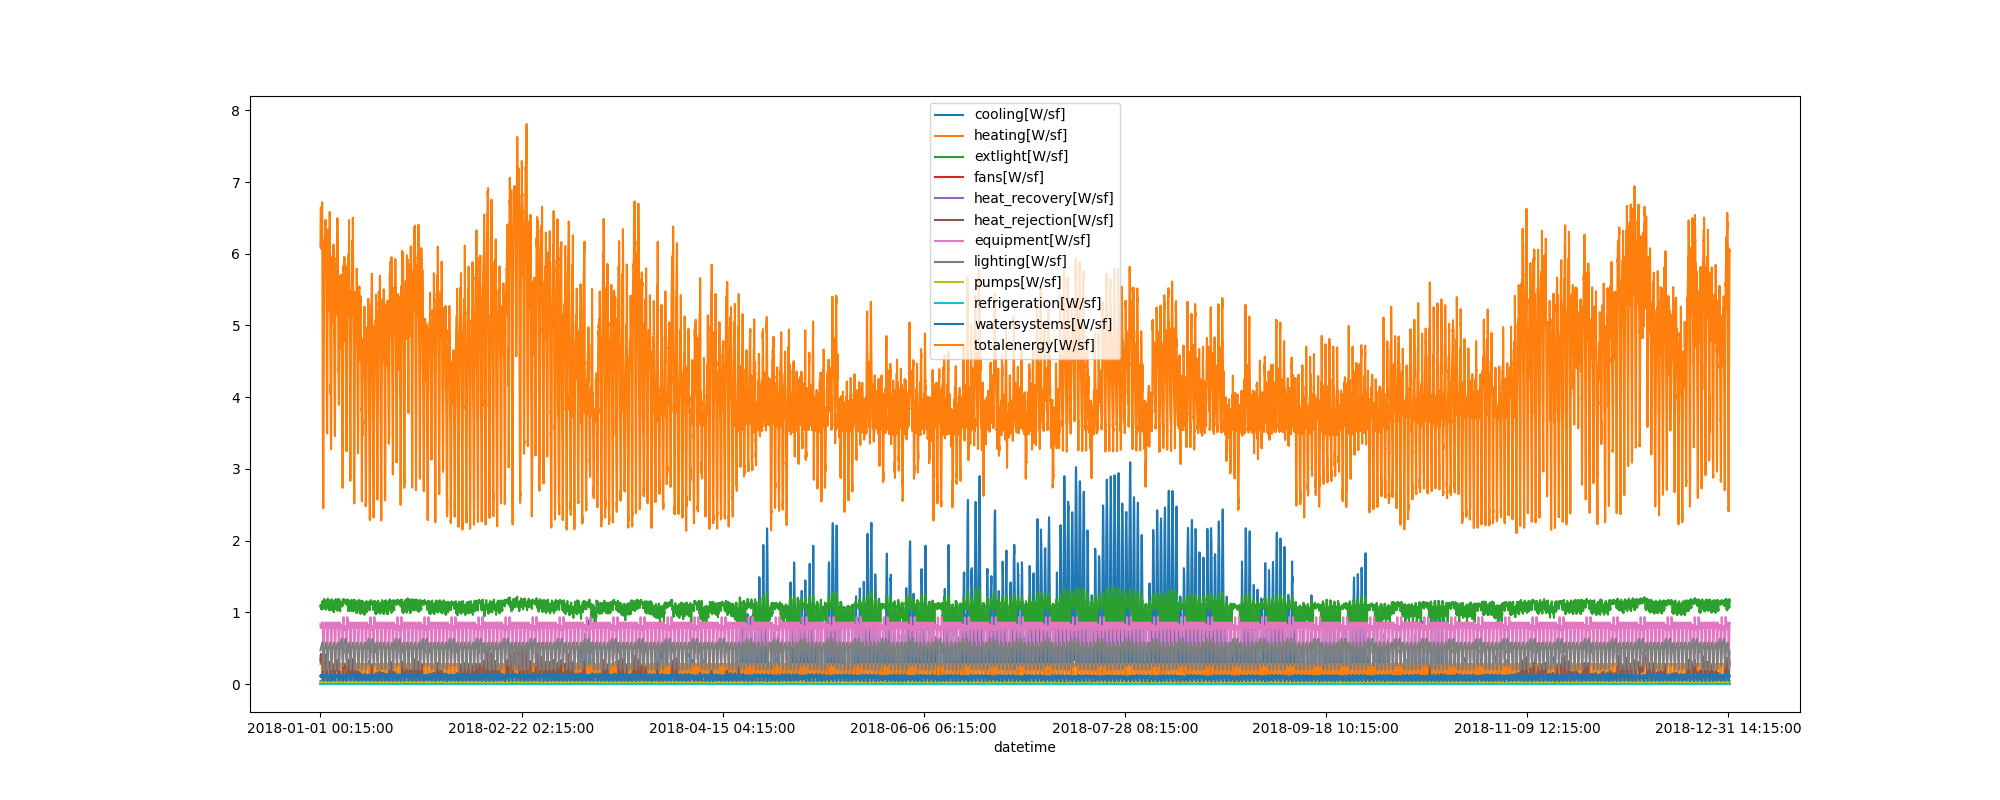 8
7
6
5
4
3
2
1
0
cooling[W/sf]
heating[W/sf]
extlight[W/sf]
fans[W/sf]
heat_recovery[W/sf]
heat_rejection[W/sf]
equipment[W/sf]
lighting[W/sf]
pumps[W/sf]
refrigeration[W/sf]
watersystems[W/sf]
totalenergy[W/sf]
2018-01-01 00:15:00 2018-02-22 02:15:00 2018-04-15 04:15:00 2018-06-06 06:15:00 2018-07-28 08:15:00 2018-09-18 10:15:00 2018-11-09 12:15:00 2018-12-31 14:15:00
datetime